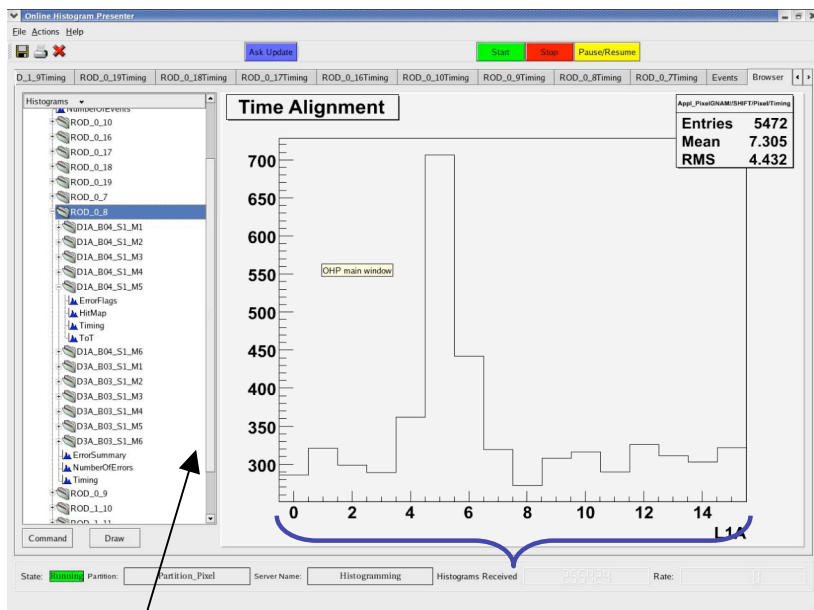 Online Histogram Presenter
File Actions Help
Ask Update
Start
Stop
Pause/Resume
D_1_9Timing
ROD_0_19Timing
ROD_0_18Timing
ROD_0_17Timing
ROD_0_16Timing
ROD_0_10Timing
ROD_0_9Timing
ROD_0_8Timing
ROD_0_7Timing
Events
Browser
Histograms
NumberOfEvents
ROD_0_10
ROD_0_16
ROD_0_17
ROD_0_18
ROD_0_19
ROD_0_7
ROD_0_8
D1A_B04_S1_M1
D1A_B04_S1_M2
D1A_B04_S1_M3
D1A_B04_S1_M4
D1A_B04_S1_M5
ErrorFlags
HitMap
Timing
ToT
D1A_B04_S1_M6
D3A_B03_S1_M1
D3A_B03_S1_M2
D3A_B03_S1_M3
D3A_B03_S1_M4
D3A_B03_S1_M5
D3A_B03_S1_M6
ErrorSummary
NumberOfErrors
Timing
ROD_0_9
ROD_1_10
ROD_1_11
Command
Draw
Time Alignment
Appl_PixelGNAM//SHIFT/Pixel/Timing
Entries 5472
Mean 7.305
RMS 4.432
700
650
600
550
500
450
400
350
300
OHP main window
0 2 4 6 8 10 12 14
L1A
State: Running Partition: Partition_Pixel Server Name: Histogramming Histograms Received Rate: